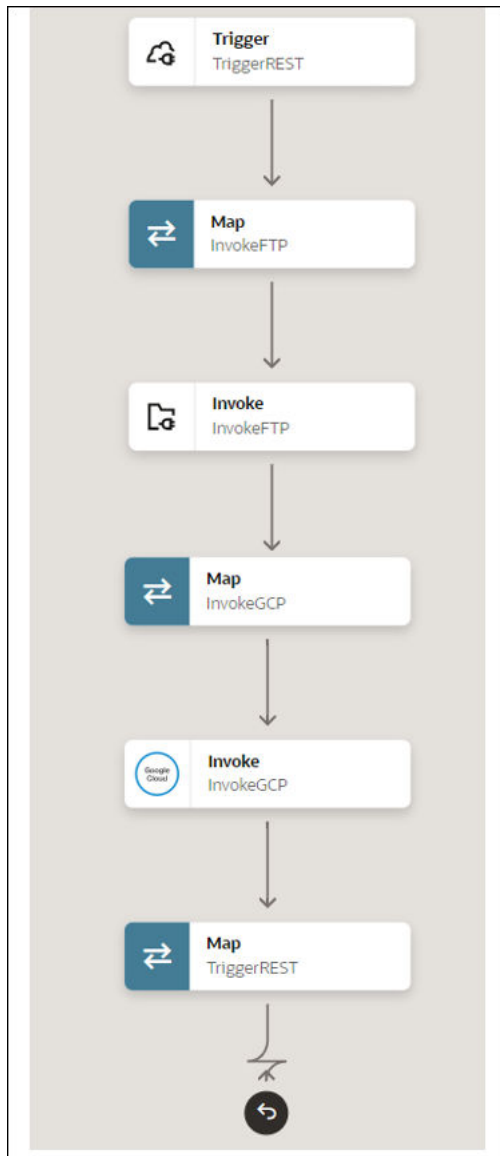 Trigger
TriggerREST
Map
InvokeFTP
Invoke
InvokeFTP
Map
InvokeGCP
Google
Cloud
Invoke
InvokeGCP
Map
TriggerREST